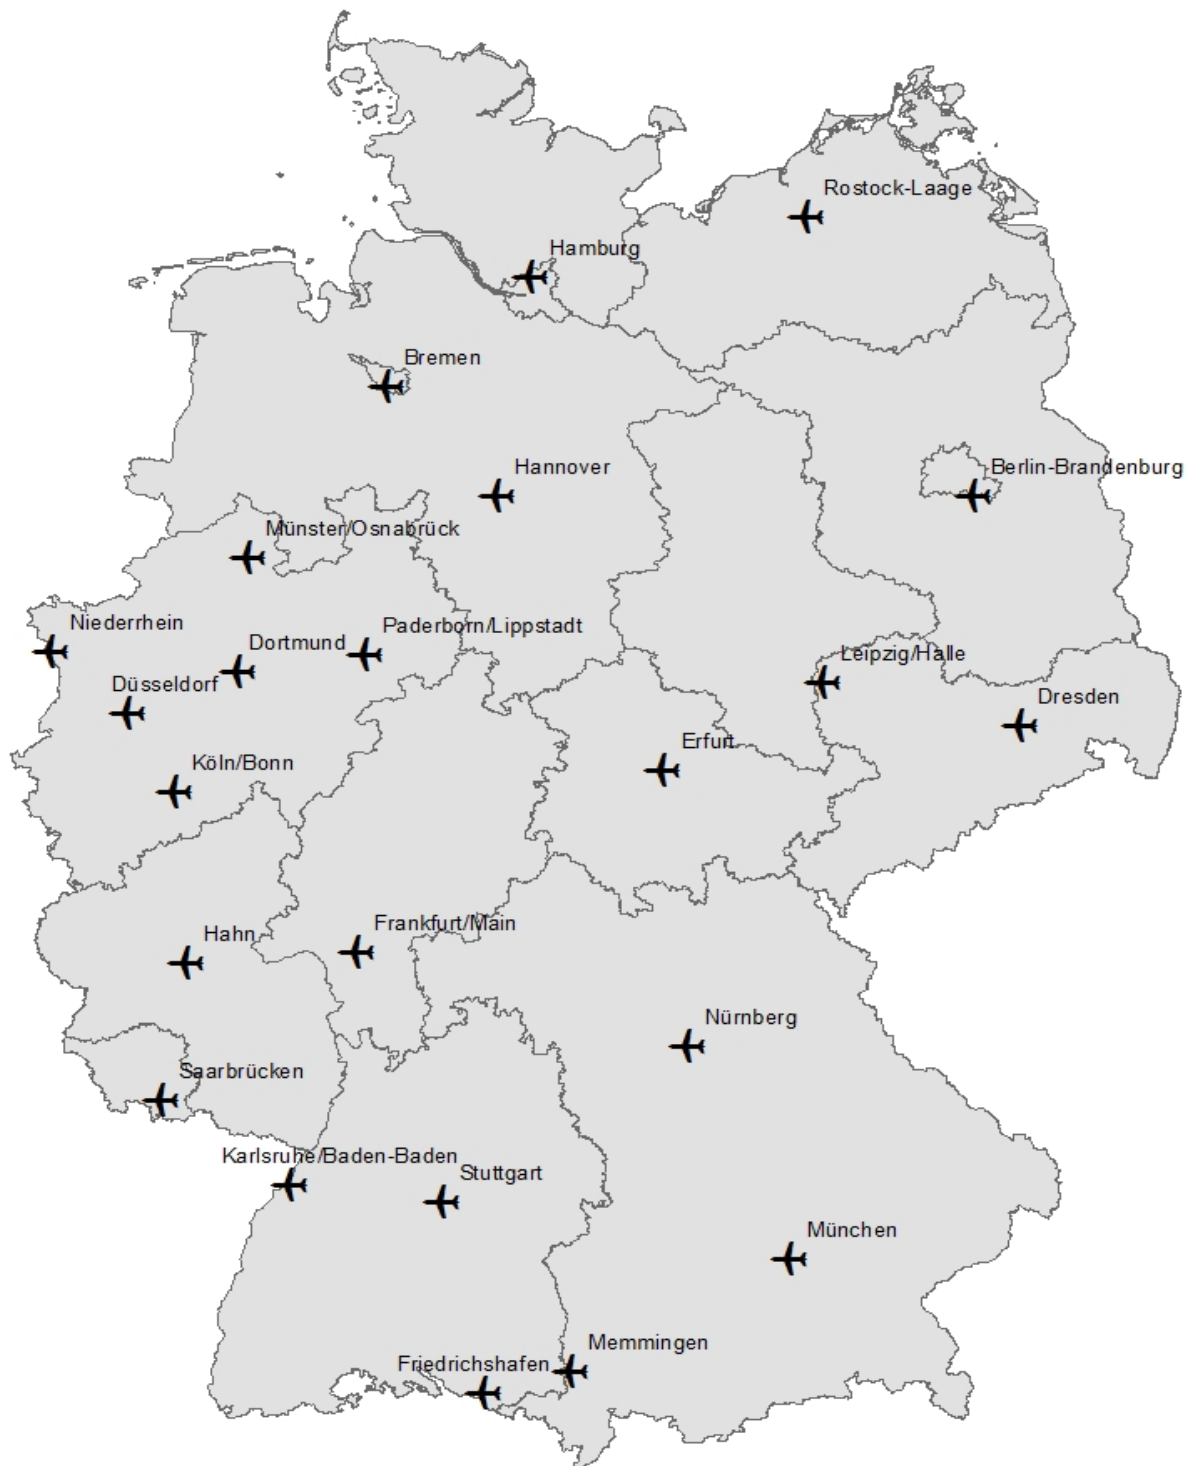 Rostock-Laage
Hamburg
Bremen
Hannover
Berlin-Brandenburg
Münster/Osnabrück
Niederrhein
Paderborn/Lippstadt
Dortmund
Leipzig/Halle
Düsseldorf
Dresden
Erfurt
Köln/Bonn
Frankfurt/Main
Hahn
Nürnberg
Saarbrücken
Karlsruhe/Baden-Baden
Stuttgart
München
Memmingen
Friedrichshafen